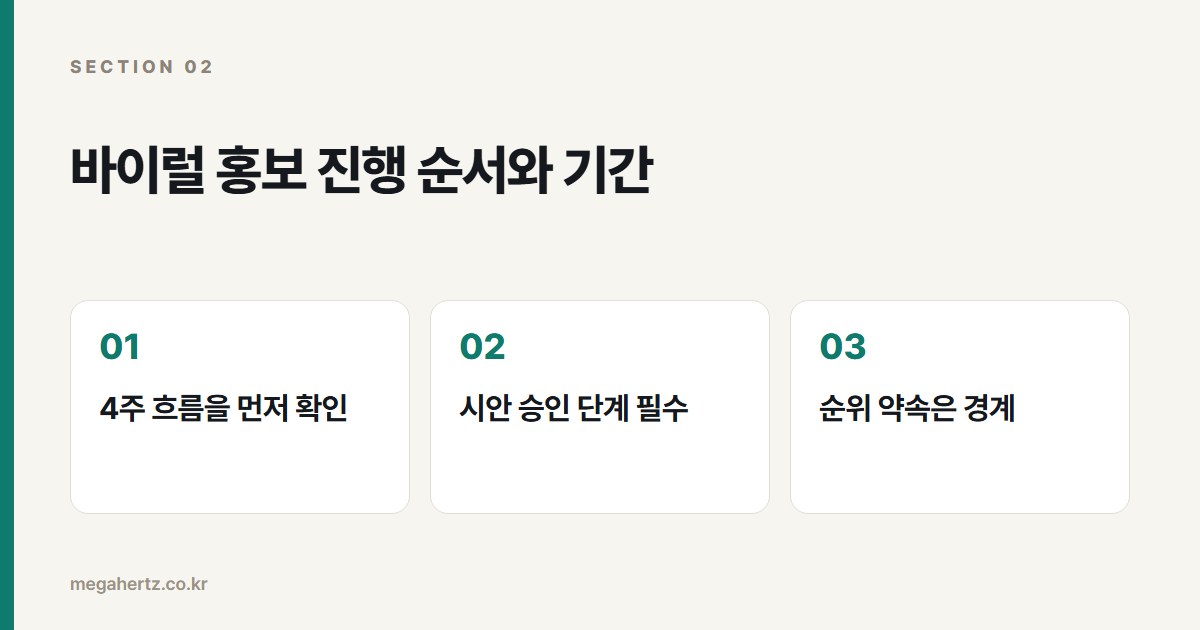 SECTION 02
바이럴 홍보 진행 순서와 기간
01
4주 흐름을 먼저 확인
02
시안 승인 단계 필수
03
순위 약속은 경계
megahertz.co.kr